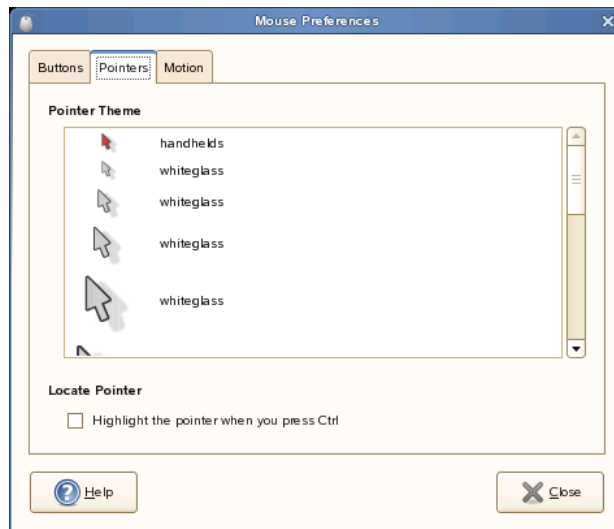 Mouse Preferences
Buttons Pointers Motion
Pointer Theme
handhelds
whiteglass
whiteglass
whiteglass
whiteglass
Locate Pointer
Highlight the pointer when you press Ctrl
Help Close